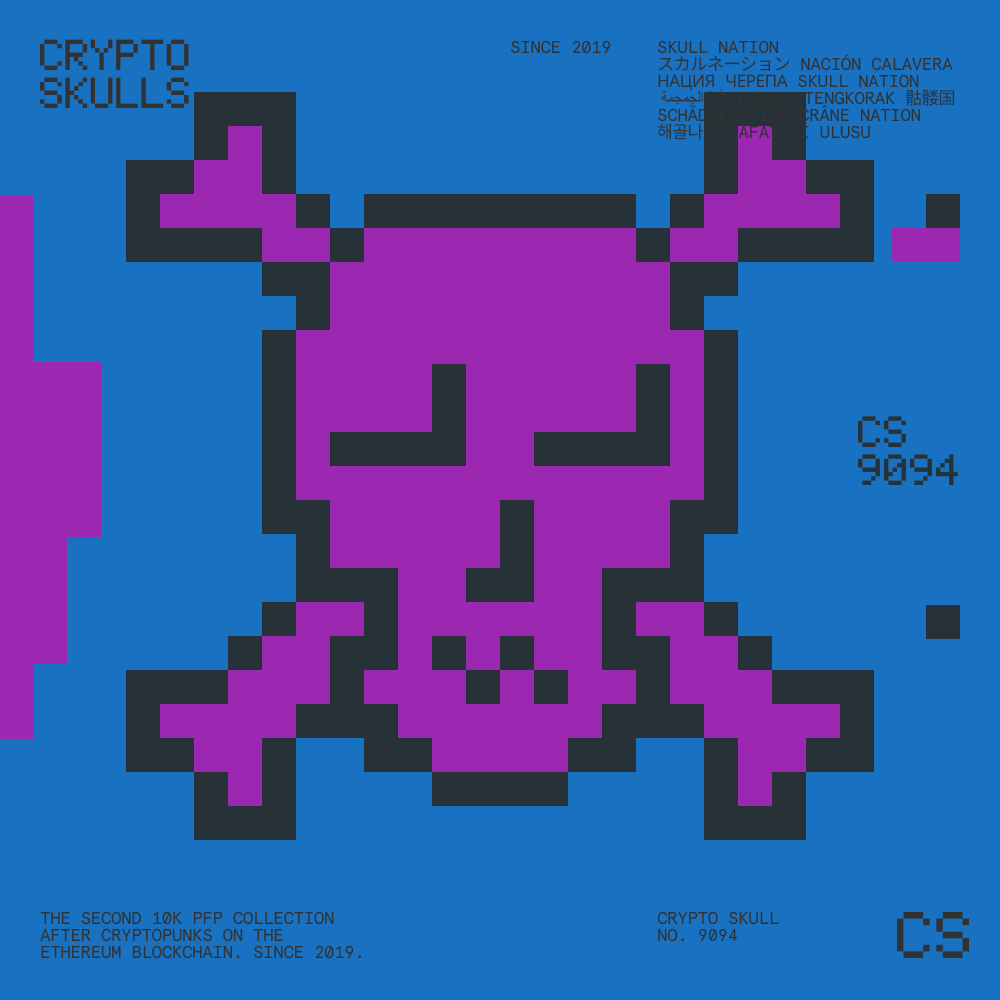 CRYPTO
SKULLS
SINCE 2019
SKULL NATION
スカルネーション NACIÓN CALAVERA
НАЦИЯ ЧЕРЕПА SKULL NATION
TENGKORAK 骷髅国
CRÂNE NATION
해골나 ULUSU
CS
9094
THE SECOND 10K PFP COLLECTION
AFTER CRYPTOPUNKS ON THE
ETHEREUM BLOCKCHAIN. SINCE 2019.
CRYPTO SKULL
NO. 9094
CS